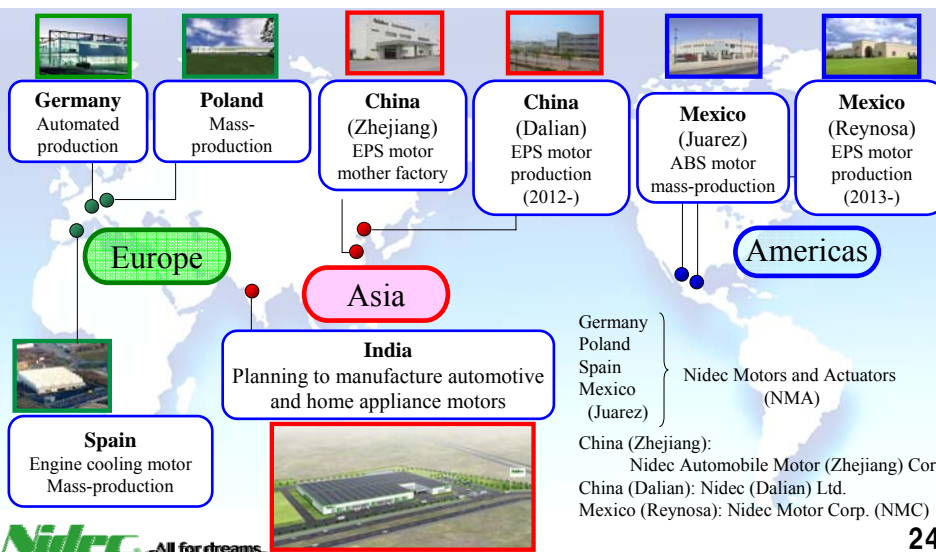 Germany
Automated
production
Poland
Mass-
production
China
(Zhejiang)
EPS motor
mother factory
China
(Dalian)
EPS motor
production
(2012-)
Mexico
(Juarez)
ABS motor
mass-production
Mexico
(Reynosa)
EPS motor
production
(2013-)
Europe
Asia
Americas
India
Planning to manufacture automotive
and home appliance motors
Spain
Engine cooling motor
Mass-production
Germany
Poland
Spain
Mexico
(Juarez)
Nidec Motors and Actuators
(NMA)
China (Zhejiang):
Nidec Automobile Motor (Zhejiang) Cor
China (Dalian): Nidec (Dalian) Ltd.
Mexico (Reynosa): Nidec Motor Corp. (NMC)
Nidec -All for dreams
24